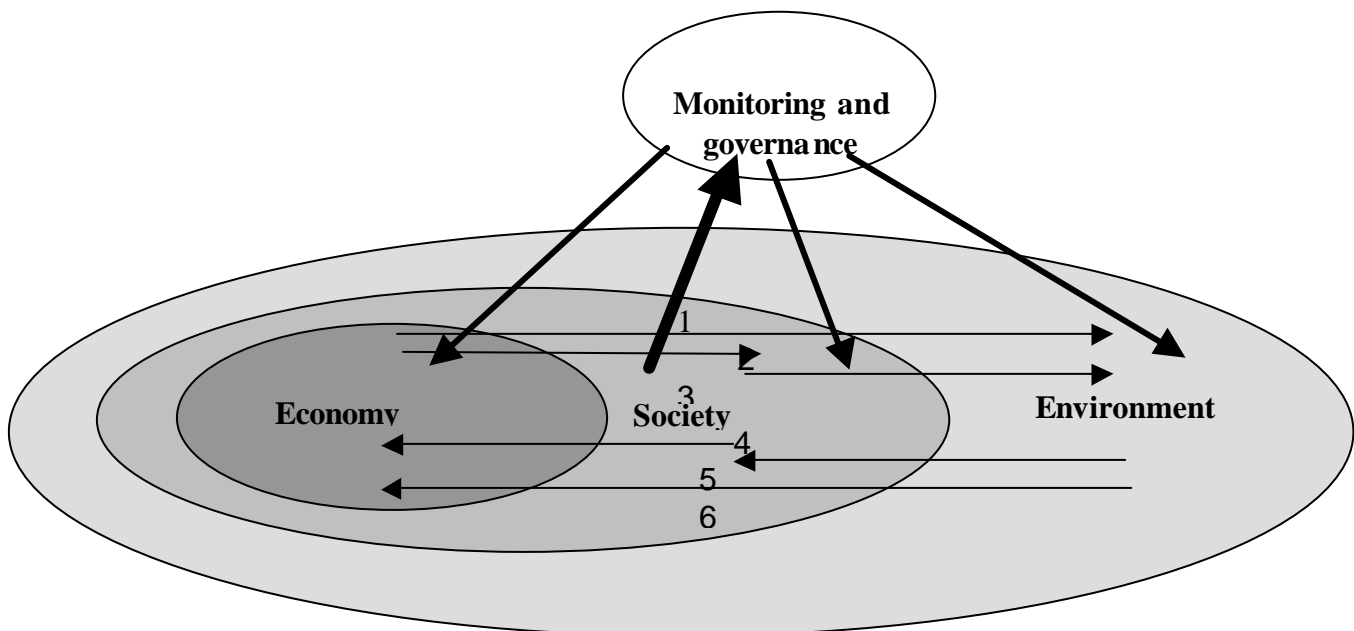 Monitoring and
governance
1
2
3
Economy
Society
Environment
4
5
6